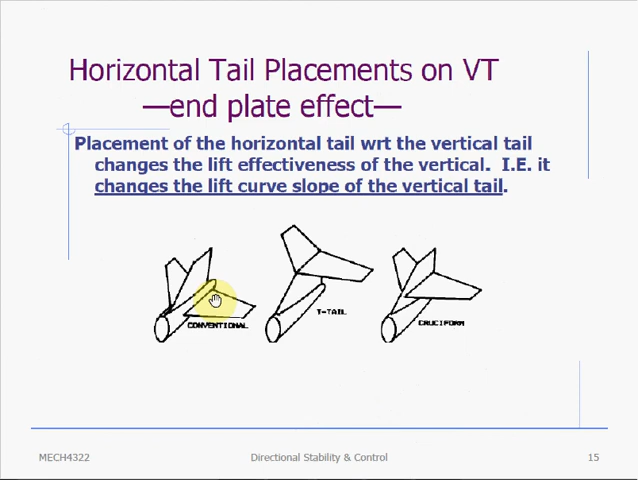 Horizontal Tail Placements on VT
—end plate effect—
Placement of the horizontal tail wrt the vertical tail
changes the lift effectiveness of the vertical.  I.E. it
changes the lift curve slope of the vertical tail.
CONVENTIONAL
T-TAIL
CRUCIFORM
MECH4322
Directional Stability & Control
15